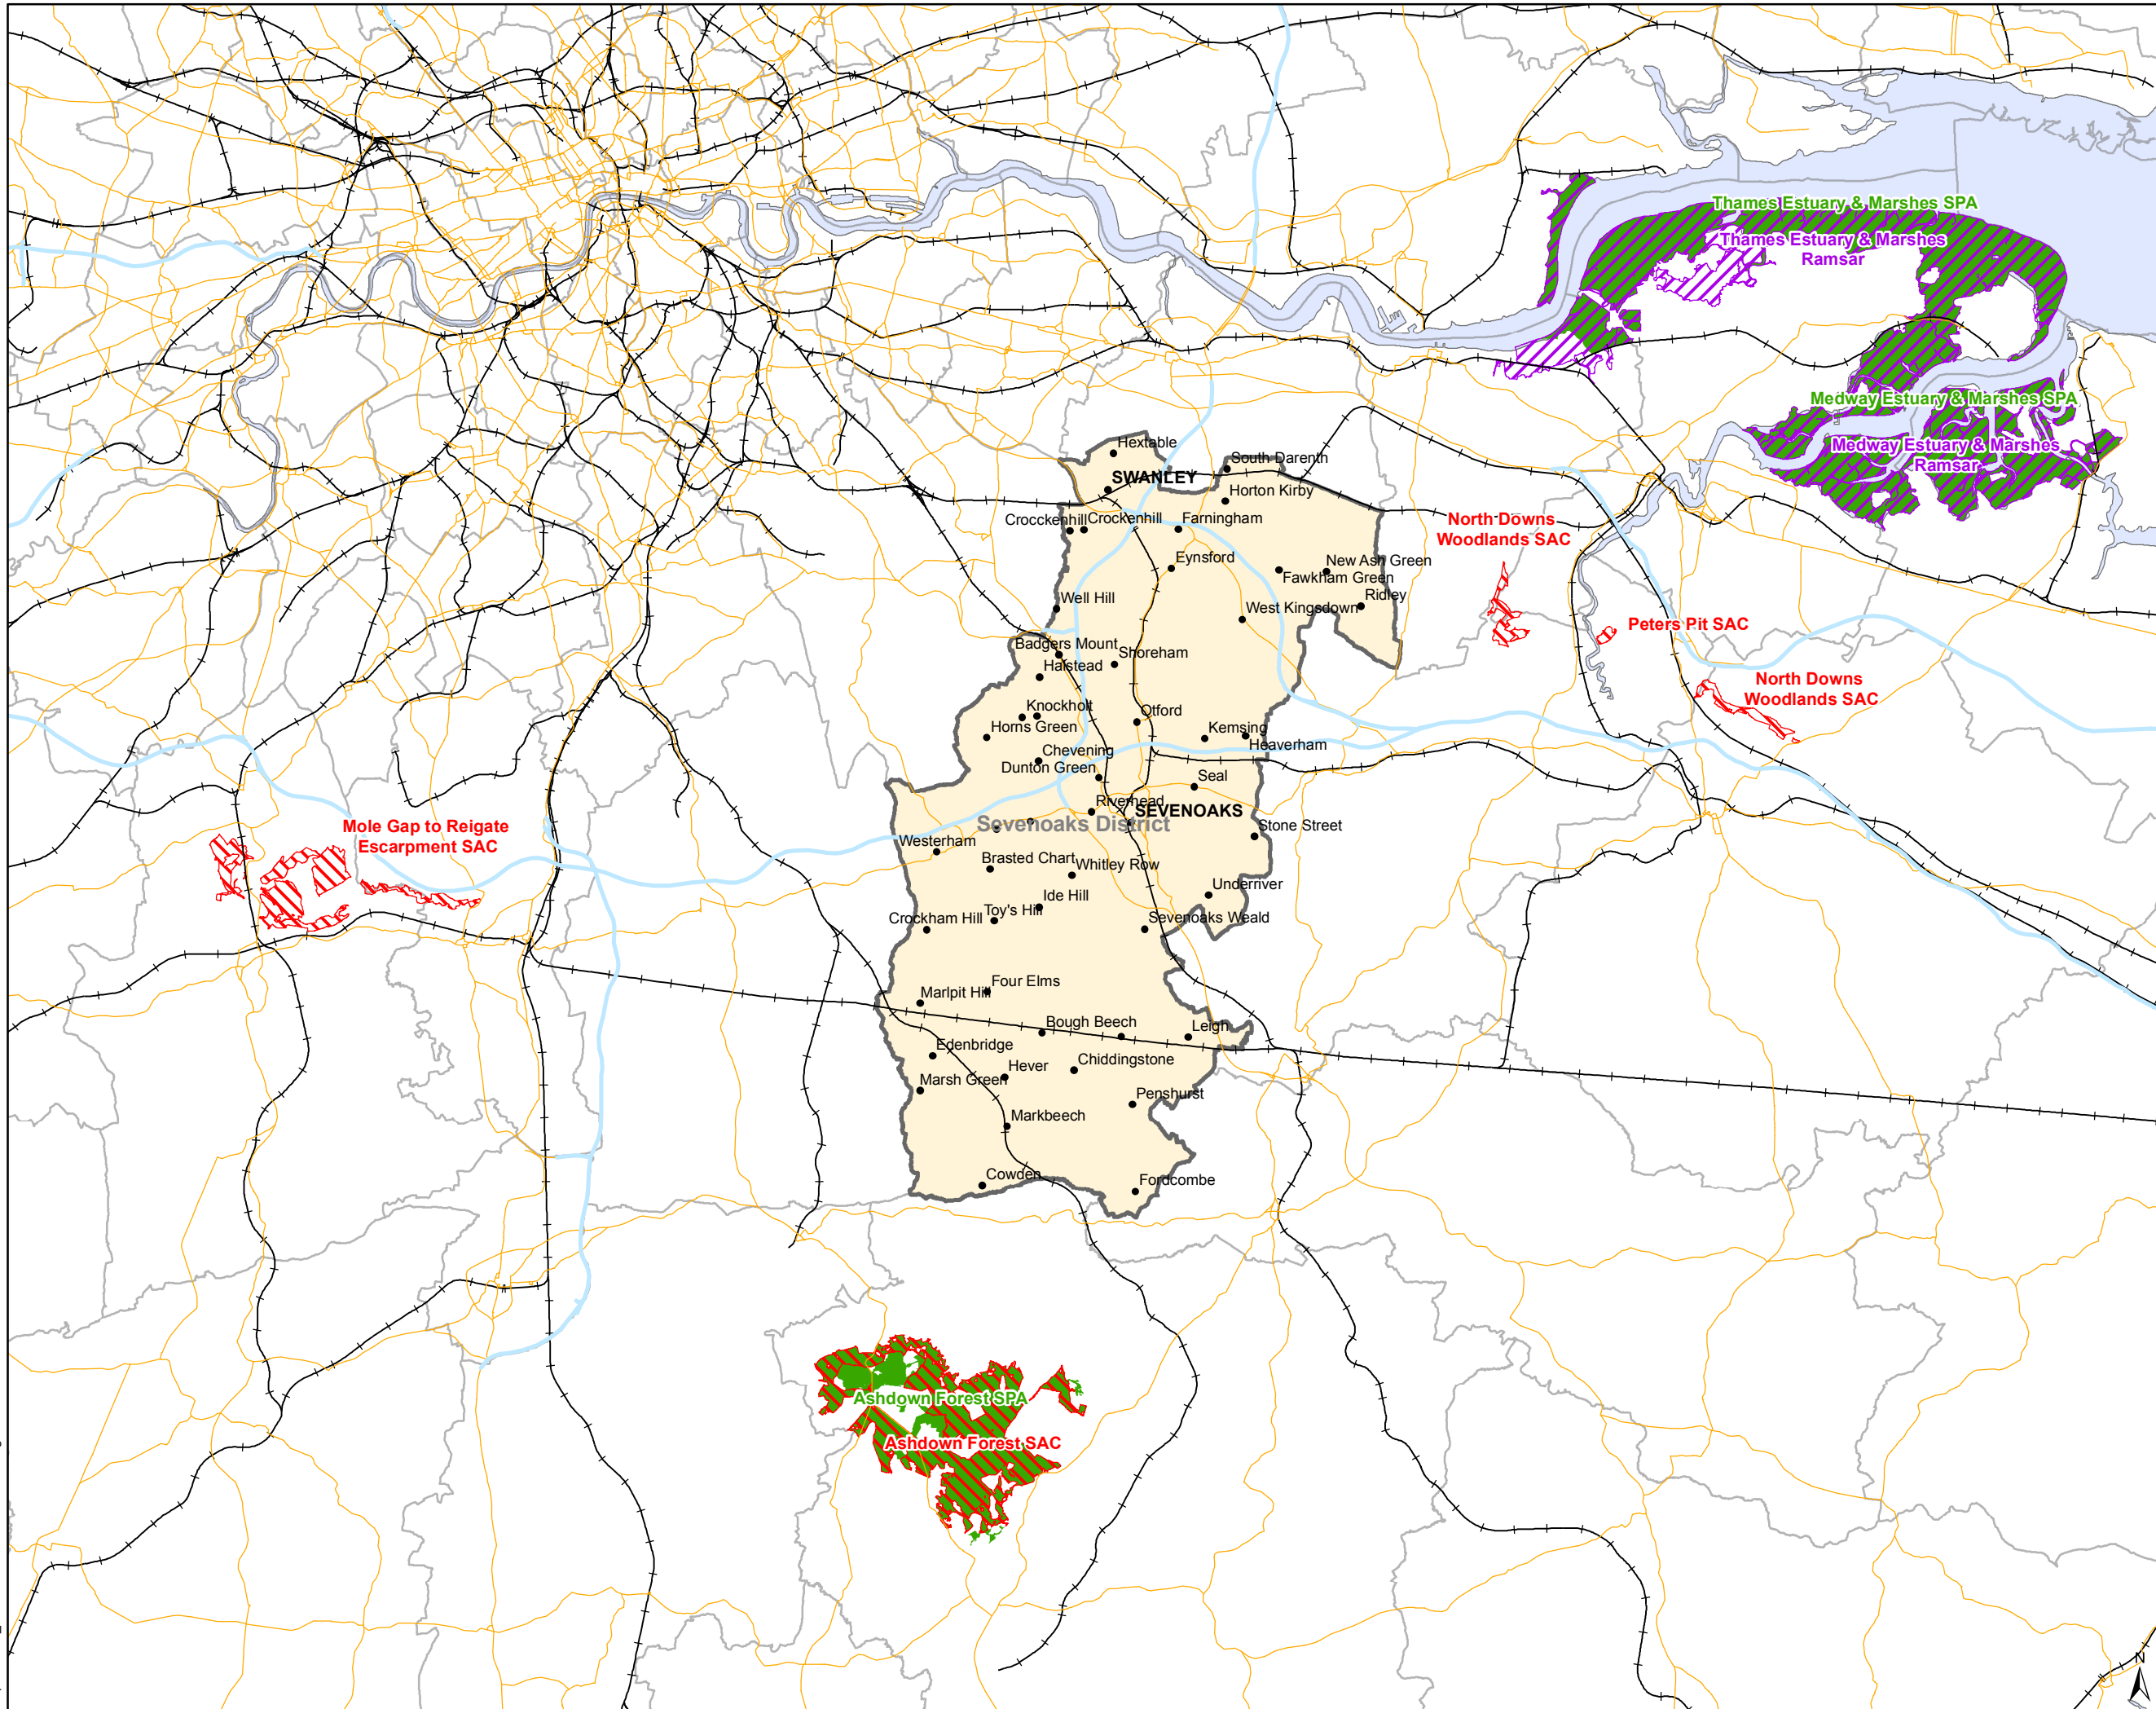 Thames Estuary & Marshes SPA
Thames Estuary & Marshes
Ramsar
Medway Estuary & Marshes SPA
Medway Estuary & Marshes
Ramsar
Hextable
South Darenth
SWANLEY
Horton Kirby
Crocckenhill
Crockenhill
Farningham
North Downs
Woodlands SAC
Eynsford
New Ash Green
Fawkham Green
Ridley
Well Hill
West Kingsdown
Peters Pit SAC
Badgers Mount
Shoreham
Halstead
North Downs
Woodlands SAC
Knockholt
Otford
Horns Green
Kemsing
Heaverham
Chevening
Dunton Green
Seal
Riverhead
SEVENOAKS
Sevenoaks District
Stone Street
Mole Gap to Reigate
Escarpment SAC
Westerham
Brasted Chart
Whitley Row
Underriver
Ide Hill
Toy's Hill
Crockham Hill
Sevenoaks Weald
Four Elms
Marlpit Hill
Bough Beech
Leigh
Edenbridge
Hever
Chiddingstone
Marsh Green
Penshurst
Markbeech
Cowden
Fordcombe
Ashdown Forest SPA
Ashdown Forest SAC
N